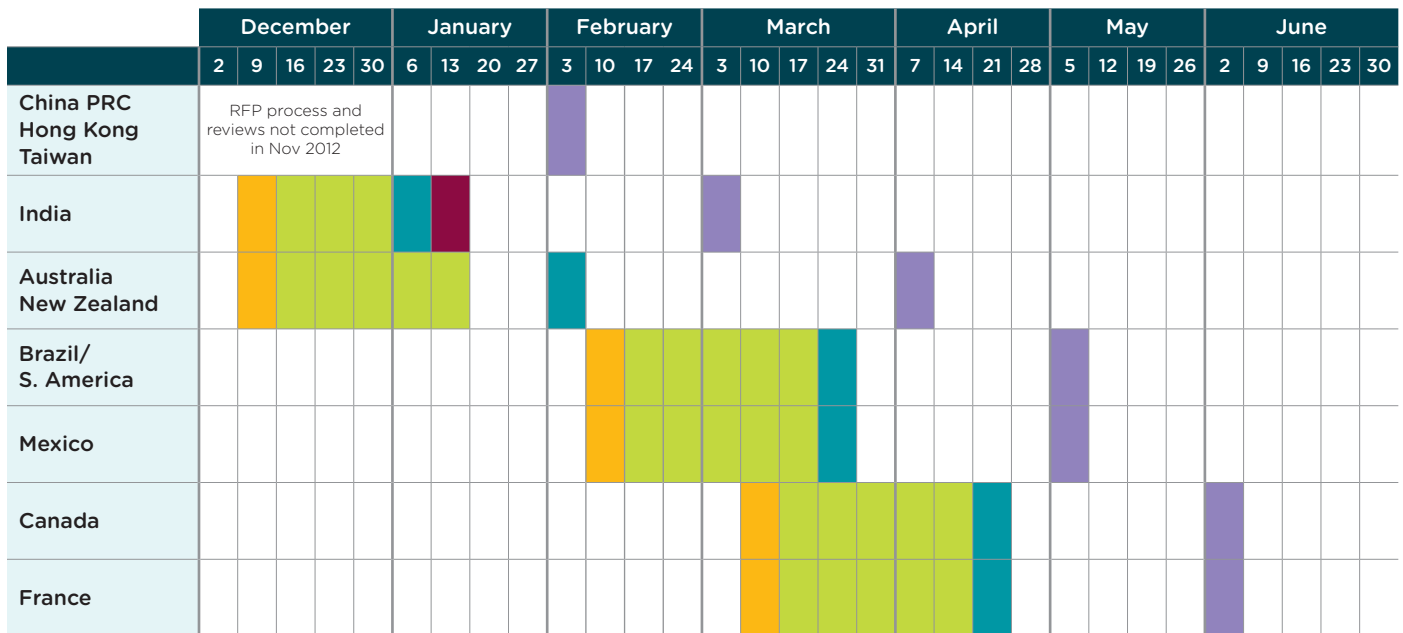 December January February March April May June
2 9 16 23 30 6 13 20 27 3 10 17 24 3 10 17 24 31 7 14 21 28 5 12 19 26 2 9 16 23 30
China PRC
Hong Kong
Taiwan
RFP process and
reviews not completed
in Nov 2012
India
Australia
New Zealand
Brazil/
S. America
Mexico
Canada
France